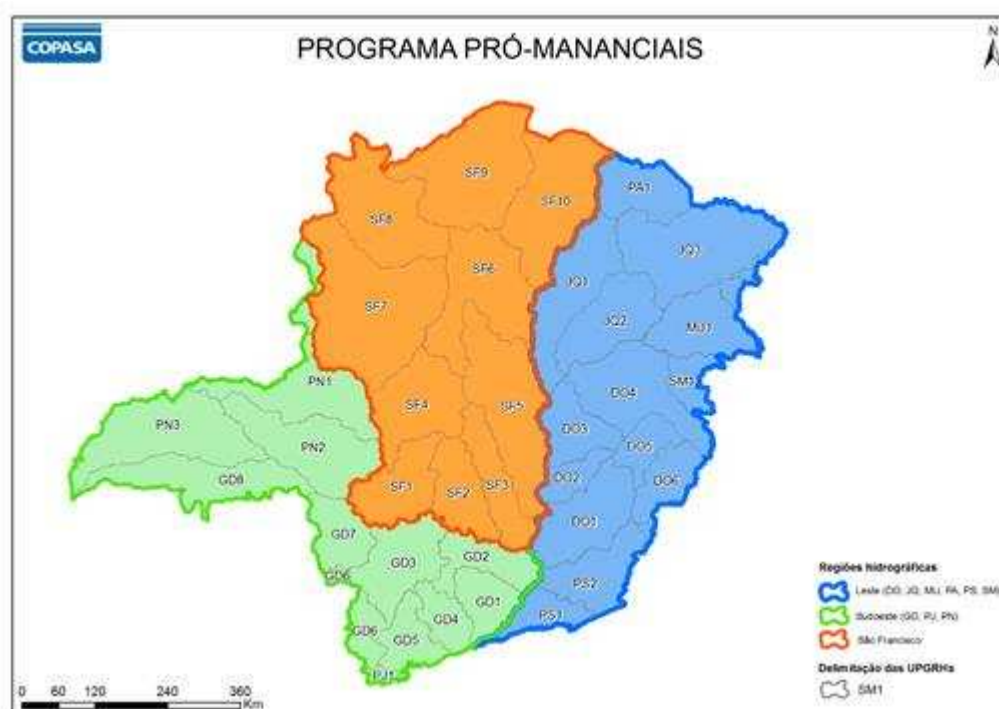 COPASA
PROGRAMA PRÓ-MANANCIAIS
N
SF9
PA1
SF10
SF8
JQ3
SF6
JQ1
SF7
JQ2
MU1
PN1
SM1
DO4
SF4
SF5
PN3
DO3
PN2
DO5
GD8
SF1
SF2
SF3
DO2
DO6
DO1
GD7
GD3
GD2
GD6
PS2
GD1
PS1
GD4
GD6
GD5
PJ1
Regiões hidrográficas
Leste (DO, JQ, MU, PA, PS, SM)
Sudoeste (GD, PJ, PN)
São Francisco
Delimitação das UPGRHs
SM1
0 60 120 240 360
Km